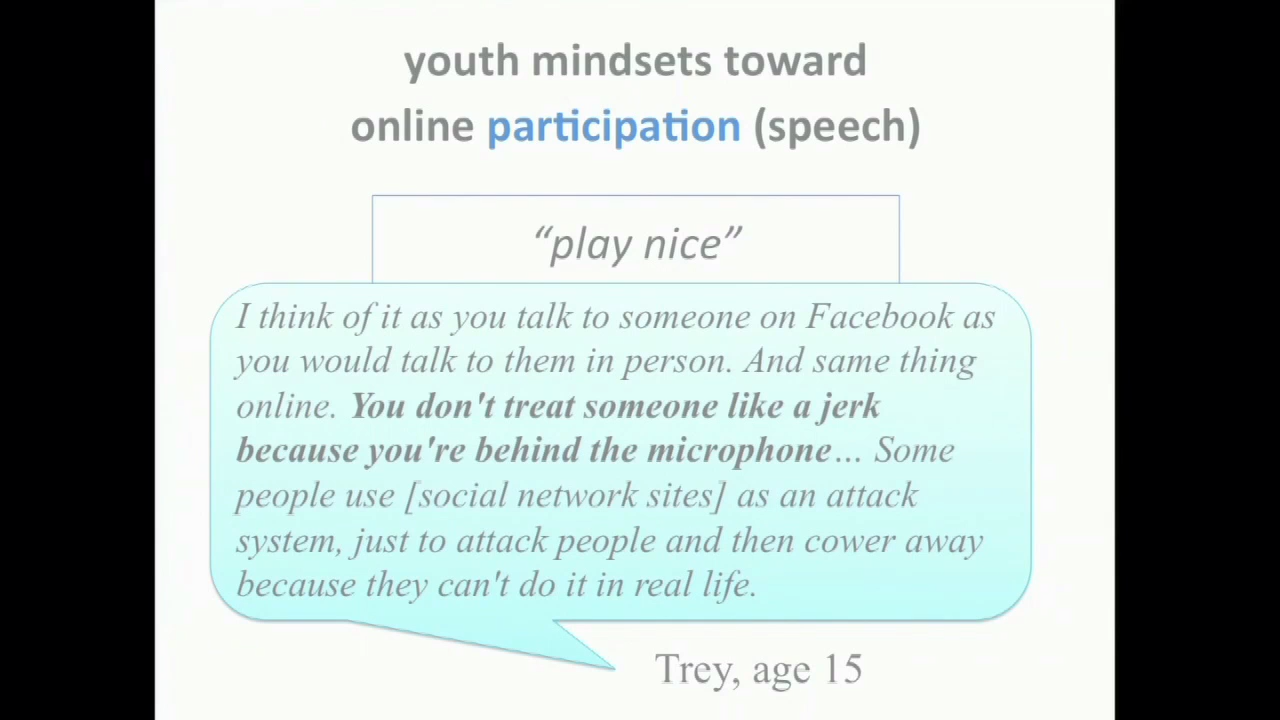 youth mindsets toward
online participation (speech)
“play nice”
I think of it as you talk to someone on Facebook as
you would talk to them in person. And same thing
online. You don't treat someone like a jerk
because you're behind the microphone… Some
people use [social network sites] as an attack
system, just to attack people and then cower away
because they can't do it in real life.
Trey, age 15